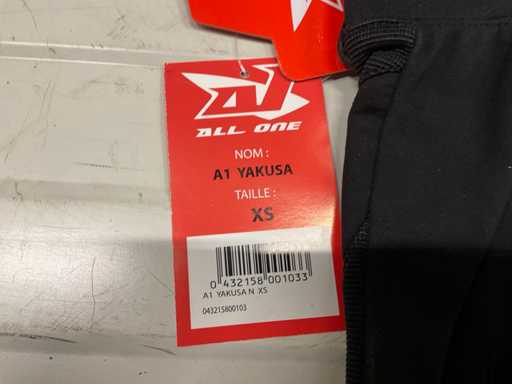 ALL ONE
NOM :
A1 YAKUSA
TAILLE :
XS
0 432158 001033
A1 YAKUSA N XS
043215800103